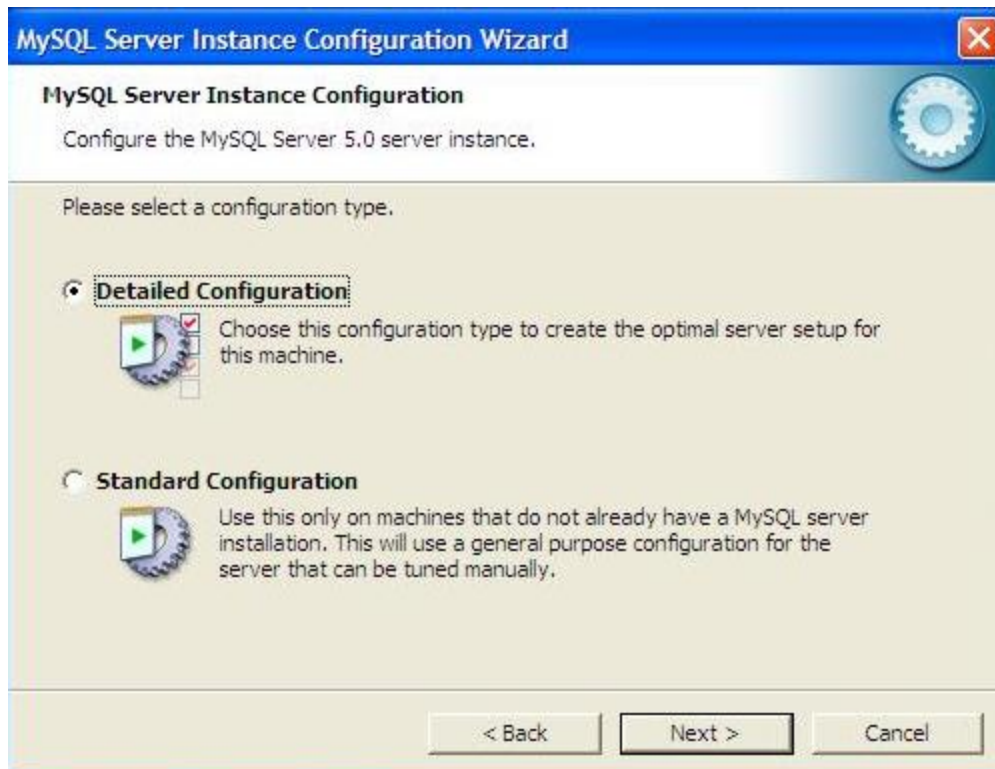 MySQL Server Instance Configuration Wizard
MySQL Server Instance Configuration
Configure the MySQL Server 5.0 server instance.
Please select a configuration type.
Detailed Configuration
Choose this configuration type to create the optimal server setup for
this machine.
Standard Configuration
Use this only on machines that do not already have a MySQL server
installation. This will use a general purpose configuration for the
server that can be tuned manually.
< Back
Next >
Cancel